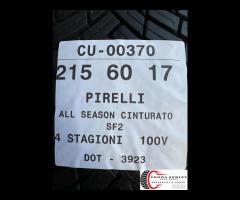 CU-00370
215 60 17
PIRELLI
ALL SEASON CINTURATO
SF2
4 STAGIONI 100V
DOT - 3923